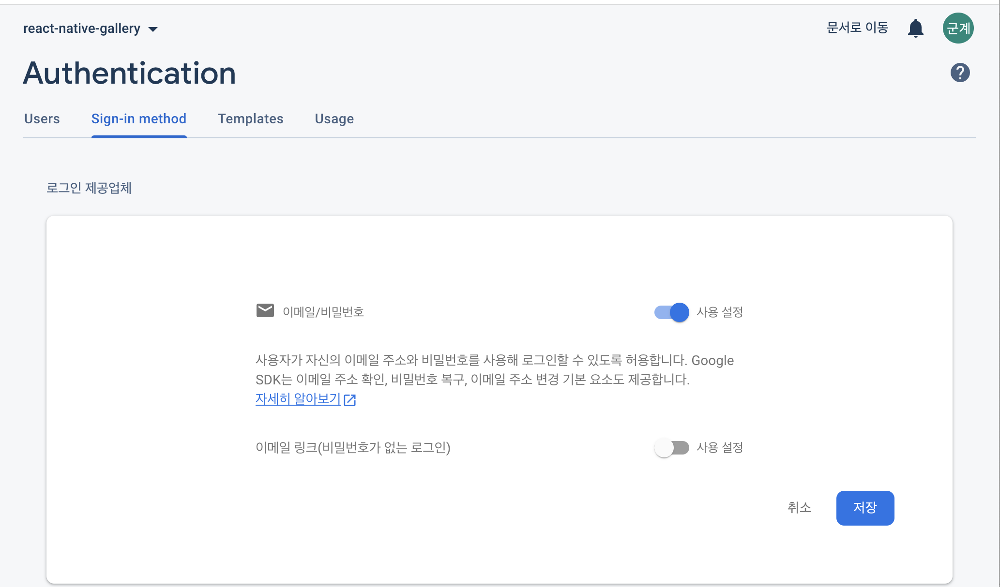 react-native-gallery
문서로 이동
군계
Authentication
?
Users
Sign-in method
Templates
Usage
로그인 제공업체
이메일/비밀번호
사용 설정
사용자가 자신의 이메일 주소와 비밀번호를 사용해 로그인할 수 있도록 허용합니다. Google
SDK는 이메일 주소 확인, 비밀번호 복구, 이메일 주소 변경 기본 요소도 제공합니다.
자세히 알아보기
이메일 링크(비밀번호가 없는 로그인)
사용 설정
취소
저장